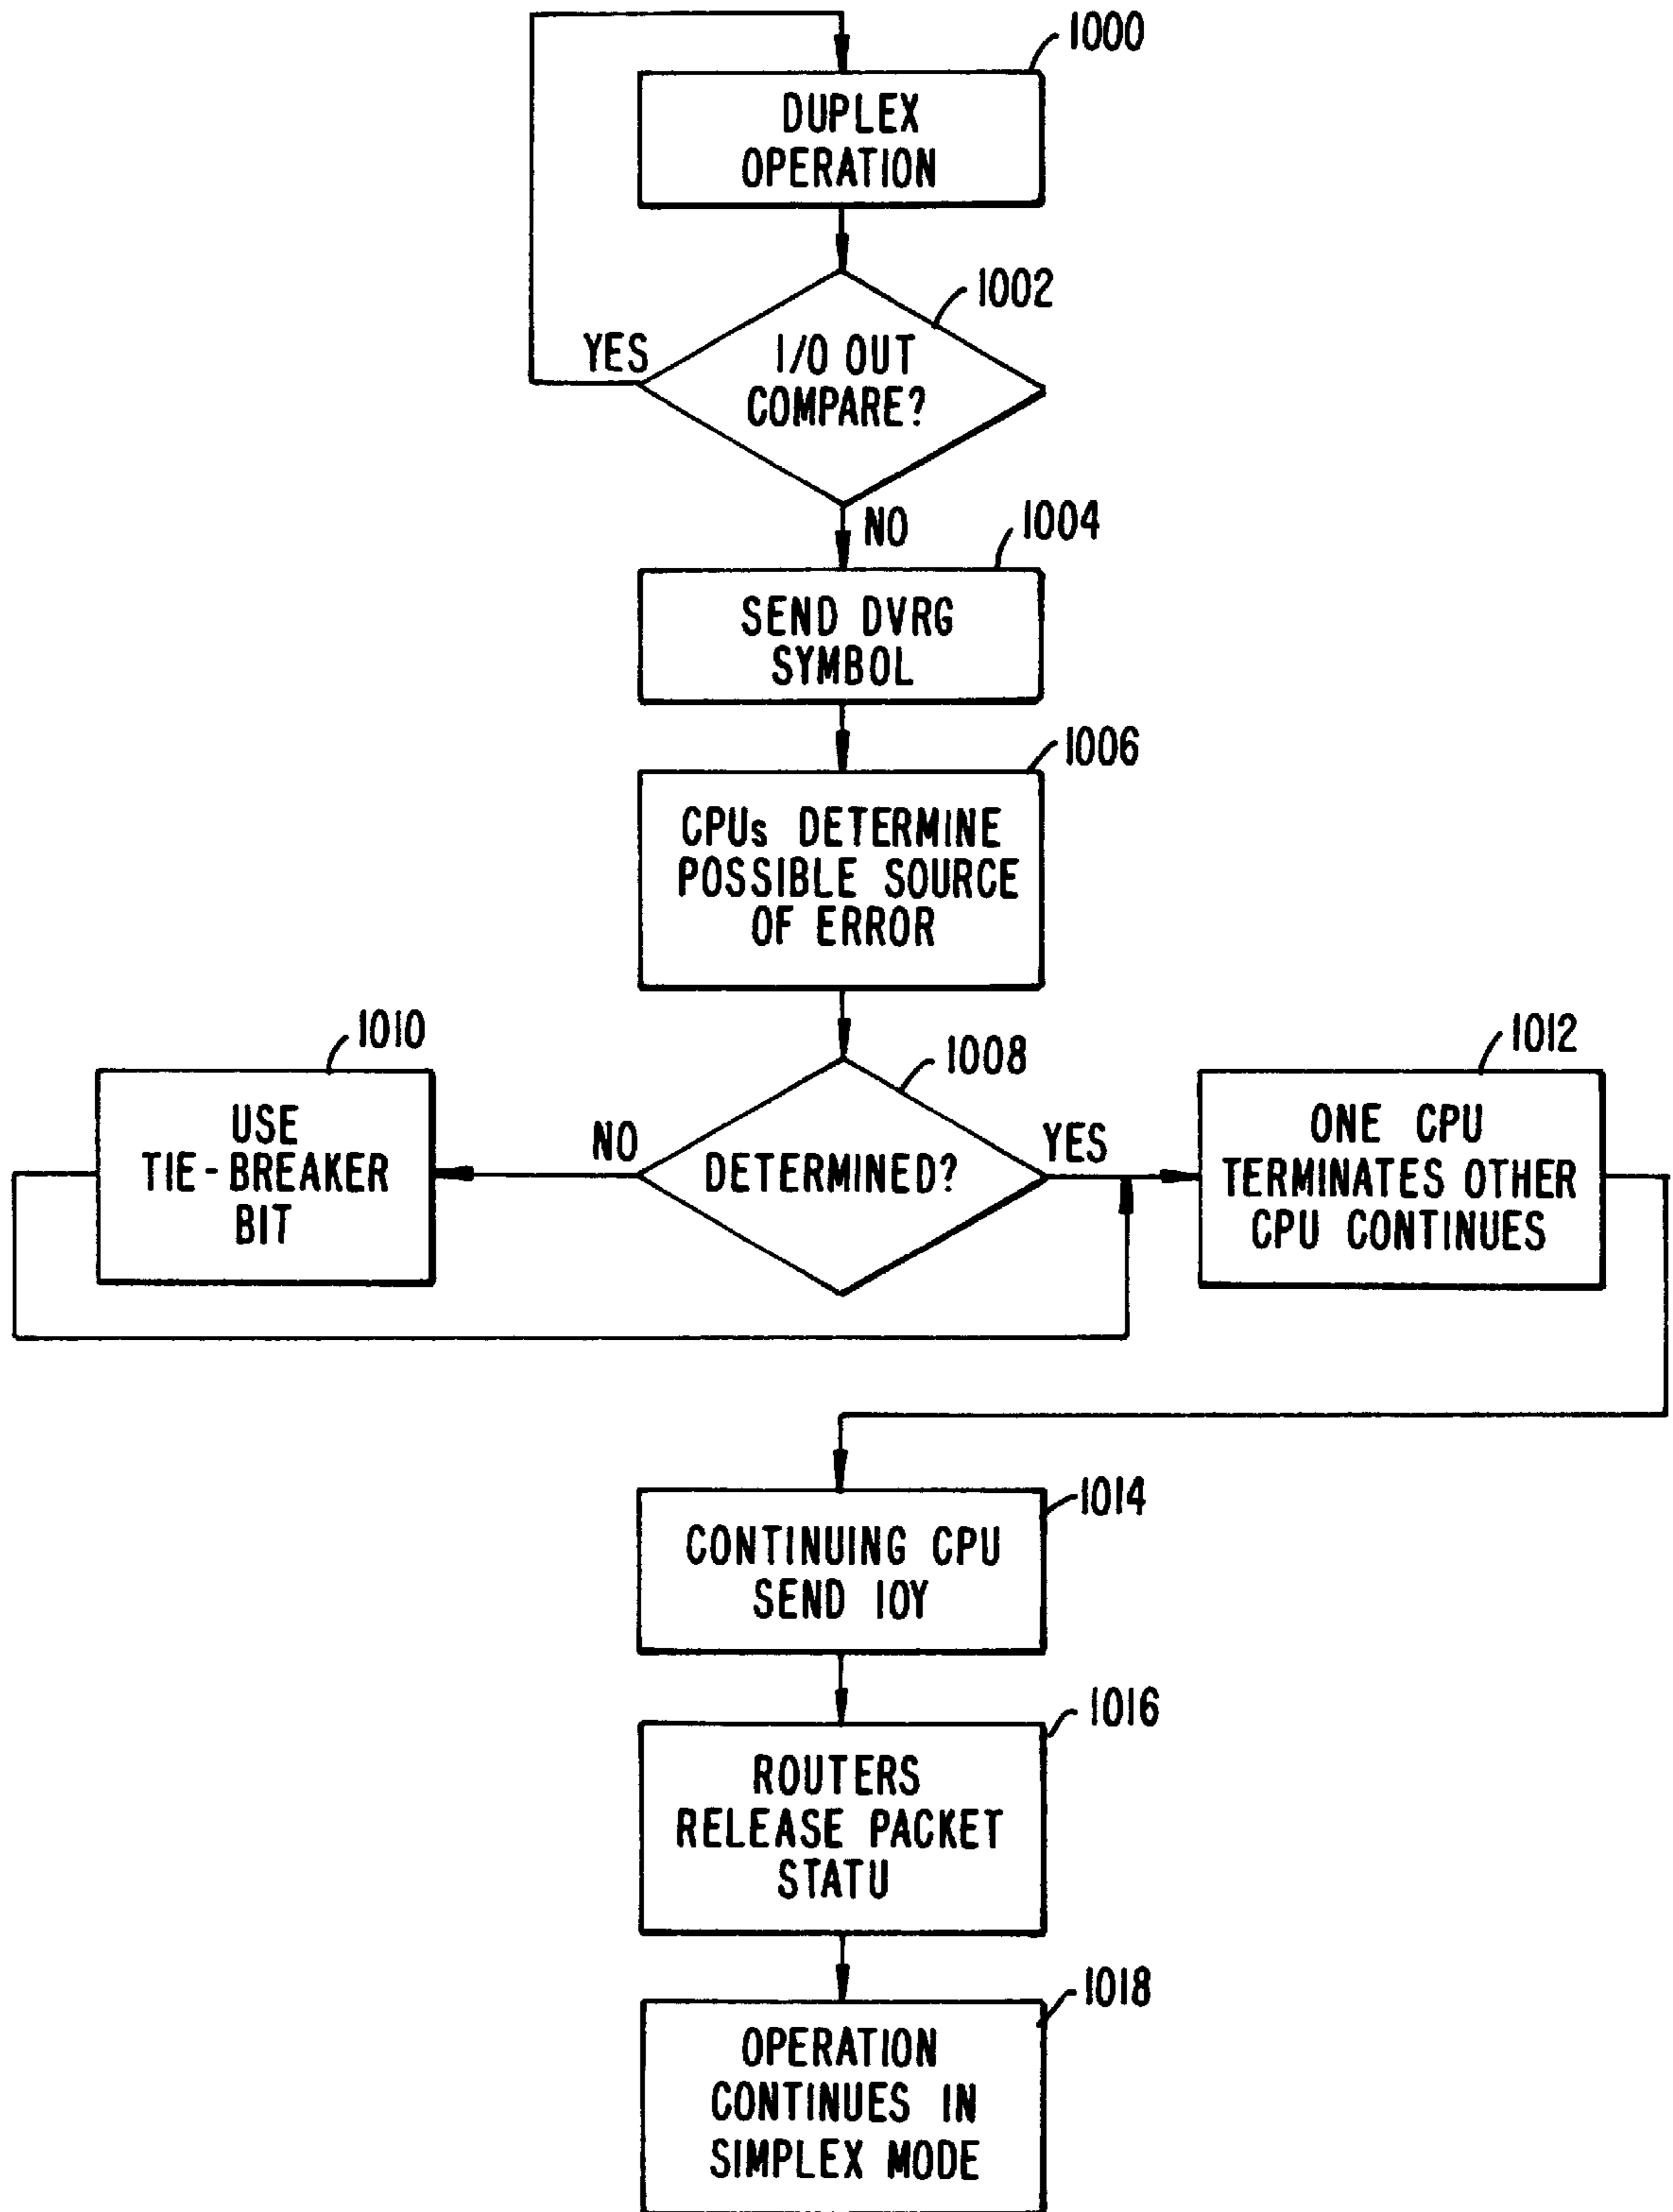 1000
DUPLEX
OPERATION
1002
YES
I/O OUT
COMPARE?
NO
1004
SEND DVRG
SYMBOL
1006
CPUs DETERMINE
POSSIBLE SOURCE
OF ERROR
1010
USE
TIE-BREAKER
BIT
1008
NO
DETERMINED?
YES
1012
ONE CPU
TERMINATES OTHER
CPU CONTINUES
1014
CONTINUING CPU
SEND IOY
1016
ROUTERS
RELEASE PACKET
STATU
1018
OPERATION
CONTINUES IN
SIMPLEX MODE